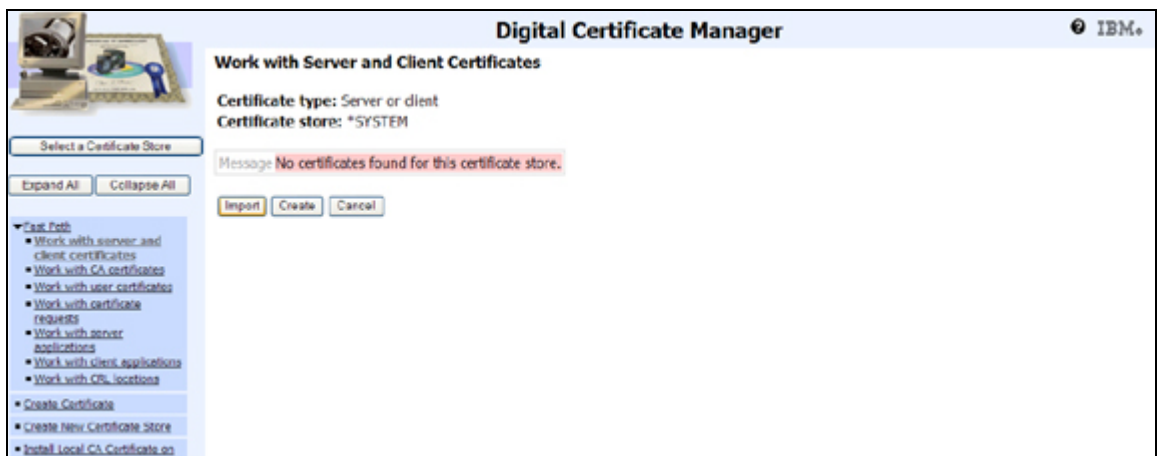 Digital Certificate Manager
IBM
Work with Server and Client Certificates
Certificate type: Server or client
Certificate store: *SYSTEM
Message No certificates found for this certificate store.
Import Create Cancel
Select a Certificate Store
Expand All Collapse All
Fast Path
Work with server and
client certificates
Work with CA certificates
Work with user certificates
Work with certificate
requests
Work with server
applications
Work with client applications
Work with CRL locations
Create Certificate
Create New Certificate Store
Install Local CA Certificate on